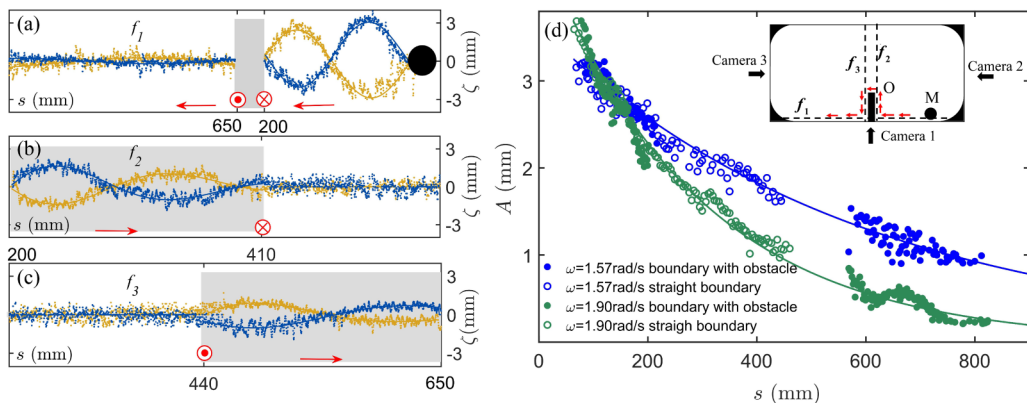 (a)
f1
3
0
-3
ζ (mm)
s (mm)
650
200
(b)
f2
3
0
-3
ζ (mm)
s (mm)
200
410
(c)
f3
3
0
-3
ζ (mm)
s (mm)
440
650
(d)
A (mm)
3
2
1
0
200
400
600
800
s (mm)
ω=1.57rad/s boundary with obstacle
ω=1.57rad/s straight boundary
ω=1.90rad/s boundary with obstacle
ω=1.90rad/s straigh boundary
Camera 3
Camera 2
Camera 1
f3
f2
f1
O
M